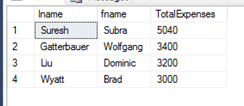 lname fname TotalExpenses
1 Suresh Subra 5040
2 Gatterbauer Wolfgang 3400
3 Liu Dominic 3200
4 Wyatt Brad 3000